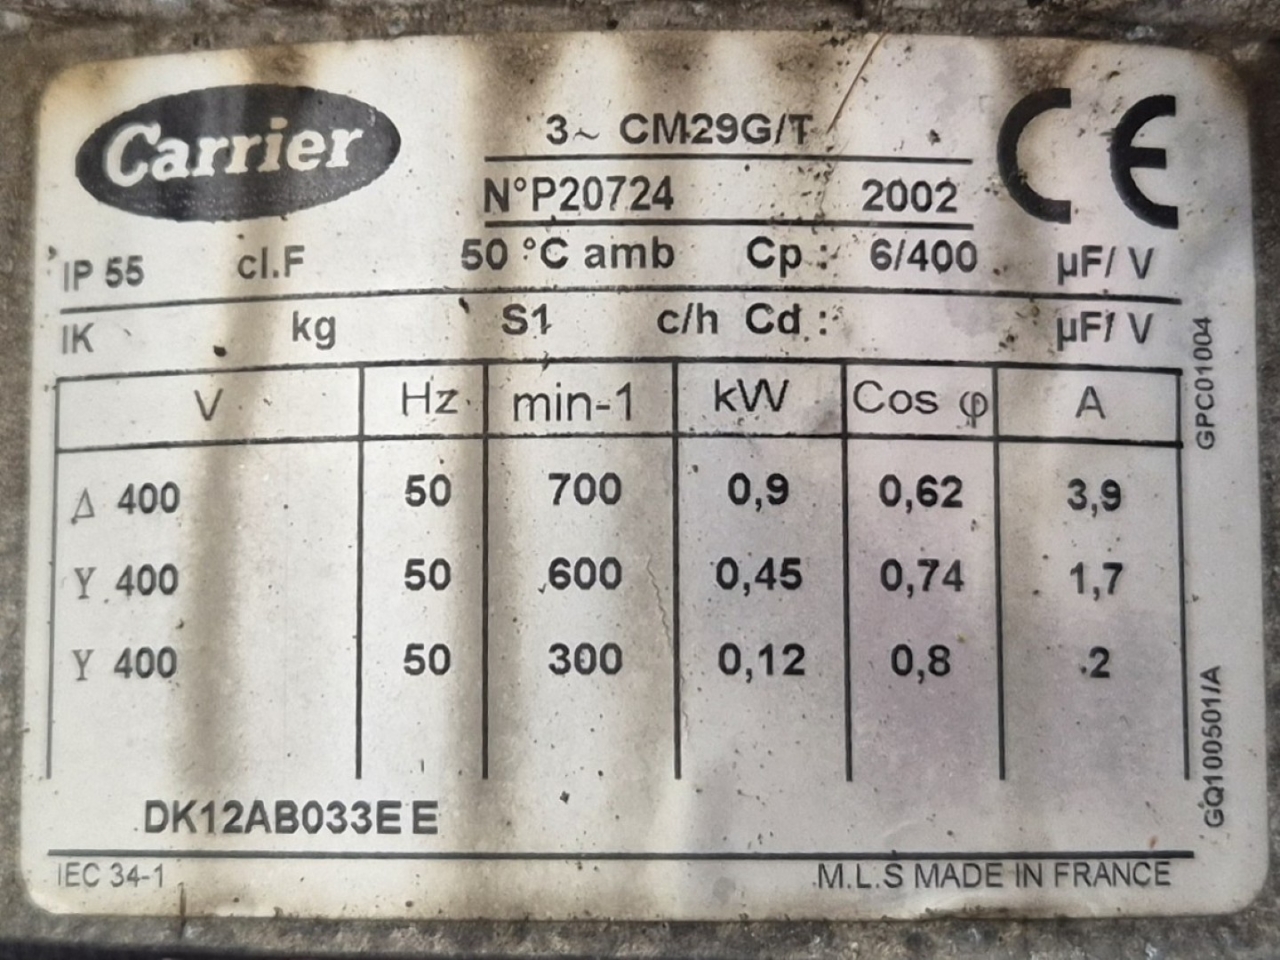 Carrier
3~ CM29G/T
CE
N°P20724 2002
IP 55 cl.F 50 °C amb Cp : 6/400 µF/ V
IK kg S1 c/h Cd : µF/ V
V Hz min-1 kW Cos φ A
Δ 400 50 700 0,9 0,62 3,9
Y 400 50 600 0,45 0,74 1,7
Y 400 50 300 0,12 0,8 .2
DK12AB033E E
IEC 34-1 M.L.S MADE IN FRANCE
GPC01004
GQ100501/A